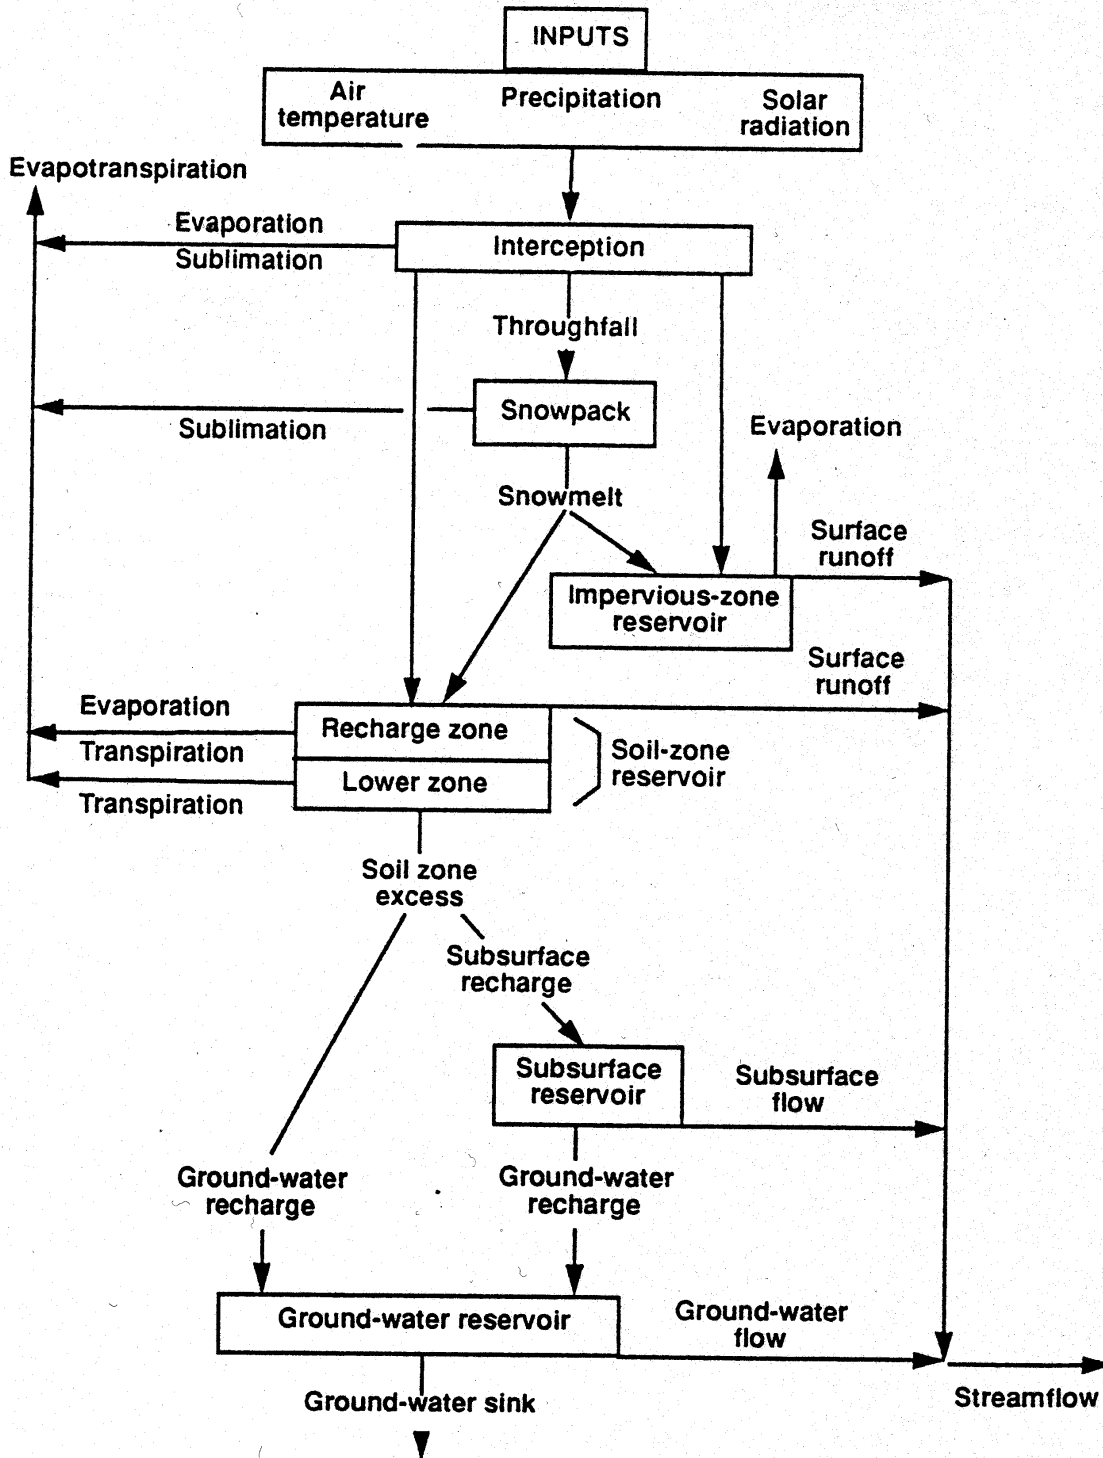 INPUTS
Air
temperature
Precipitation
Solar
radiation
Evapotranspiration
Evaporation
Sublimation
Interception
Throughfall
Snowpack
Sublimation
Evaporation
Snowmelt
Surface
runoff
Impervious-zone
reservoir
Surface
runoff
Evaporation
Transpiration
Recharge zone
Lower zone
Soil-zone
reservoir
Transpiration
Soil zone
excess
Subsurface
recharge
Subsurface
reservoir
Subsurface
flow
Ground-water
recharge
Ground-water
recharge
Ground-water reservoir
Ground-water
flow
Ground-water sink
Streamflow